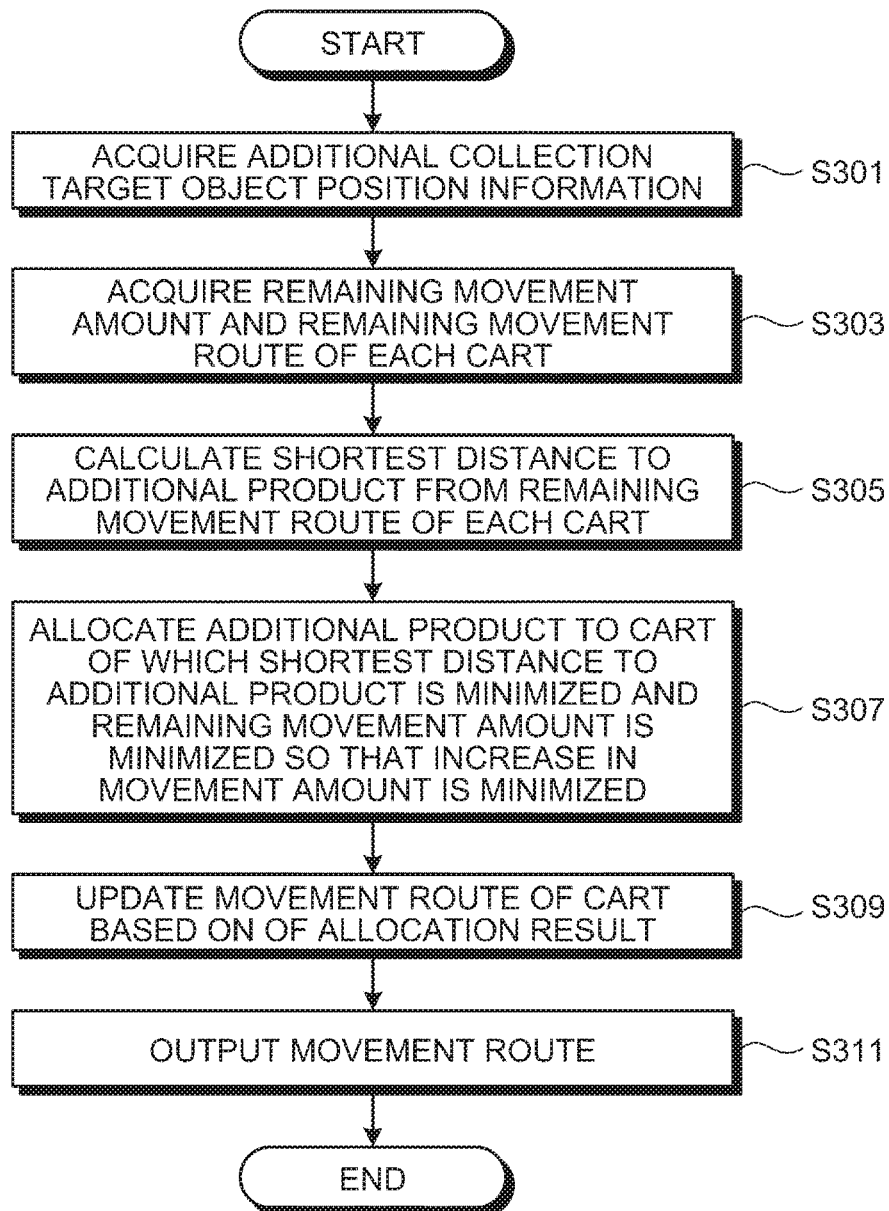 START
ACQUIRE ADDITIONAL COLLECTION
TARGET OBJECT POSITION INFORMATION
S301
ACQUIRE REMAINING MOVEMENT
AMOUNT AND REMAINING MOVEMENT
ROUTE OF EACH CART
S303
CALCULATE SHORTEST DISTANCE TO
ADDITIONAL PRODUCT FROM REMAINING
MOVEMENT ROUTE OF EACH CART
S305
ALLOCATE ADDITIONAL PRODUCT TO CART
OF WHICH SHORTEST DISTANCE TO
ADDITIONAL PRODUCT IS MINIMIZED AND
REMAINING MOVEMENT AMOUNT IS
MINIMIZED SO THAT INCREASE IN
MOVEMENT AMOUNT IS MINIMIZED
S307
UPDATE MOVEMENT ROUTE OF CART
BASED ON OF ALLOCATION RESULT
S309
OUTPUT MOVEMENT ROUTE
S311
END